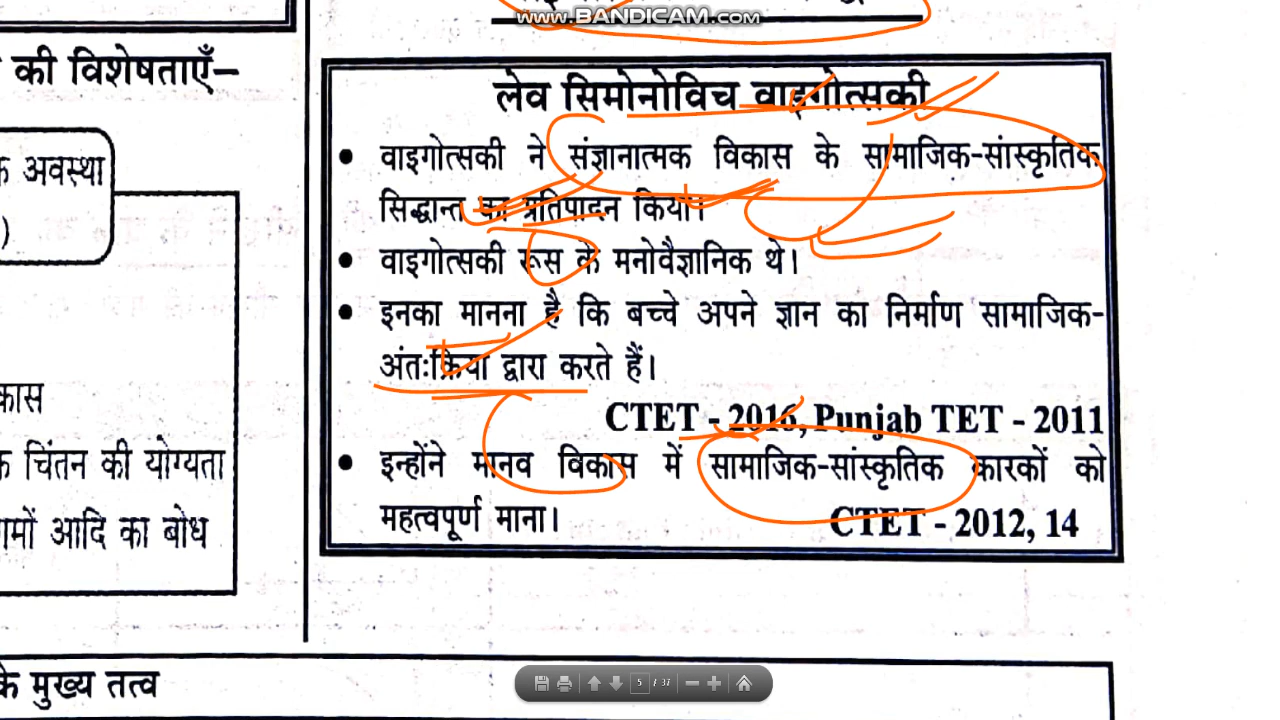 www.BANDICAM.com
की विशेषताएँ–
अवस्था
)
कास
चिंतन की योग्यता
आदि का बोध
लेव सिमोनोविच वाइगोत्सकी
• वाइगोत्सकी ने संज्ञानात्मक विकास के सामाजिक-सांस्कृतिक
सिद्धान्त का प्रतिपादन किया।
• वाइगोत्सकी रूस के मनोवैज्ञानिक थे।
• इनका मानना है कि बच्चे अपने ज्ञान का निर्माण सामाजिक-
अंतःक्रिया द्वारा करते हैं।
CTET - 2016, Punjab TET - 2011
• इन्होंने मानव विकास में सामाजिक-सांस्कृतिक कारकों को
महत्वपूर्ण माना।
CTET - 2012, 14
के मुख्य तत्व
5 / 37